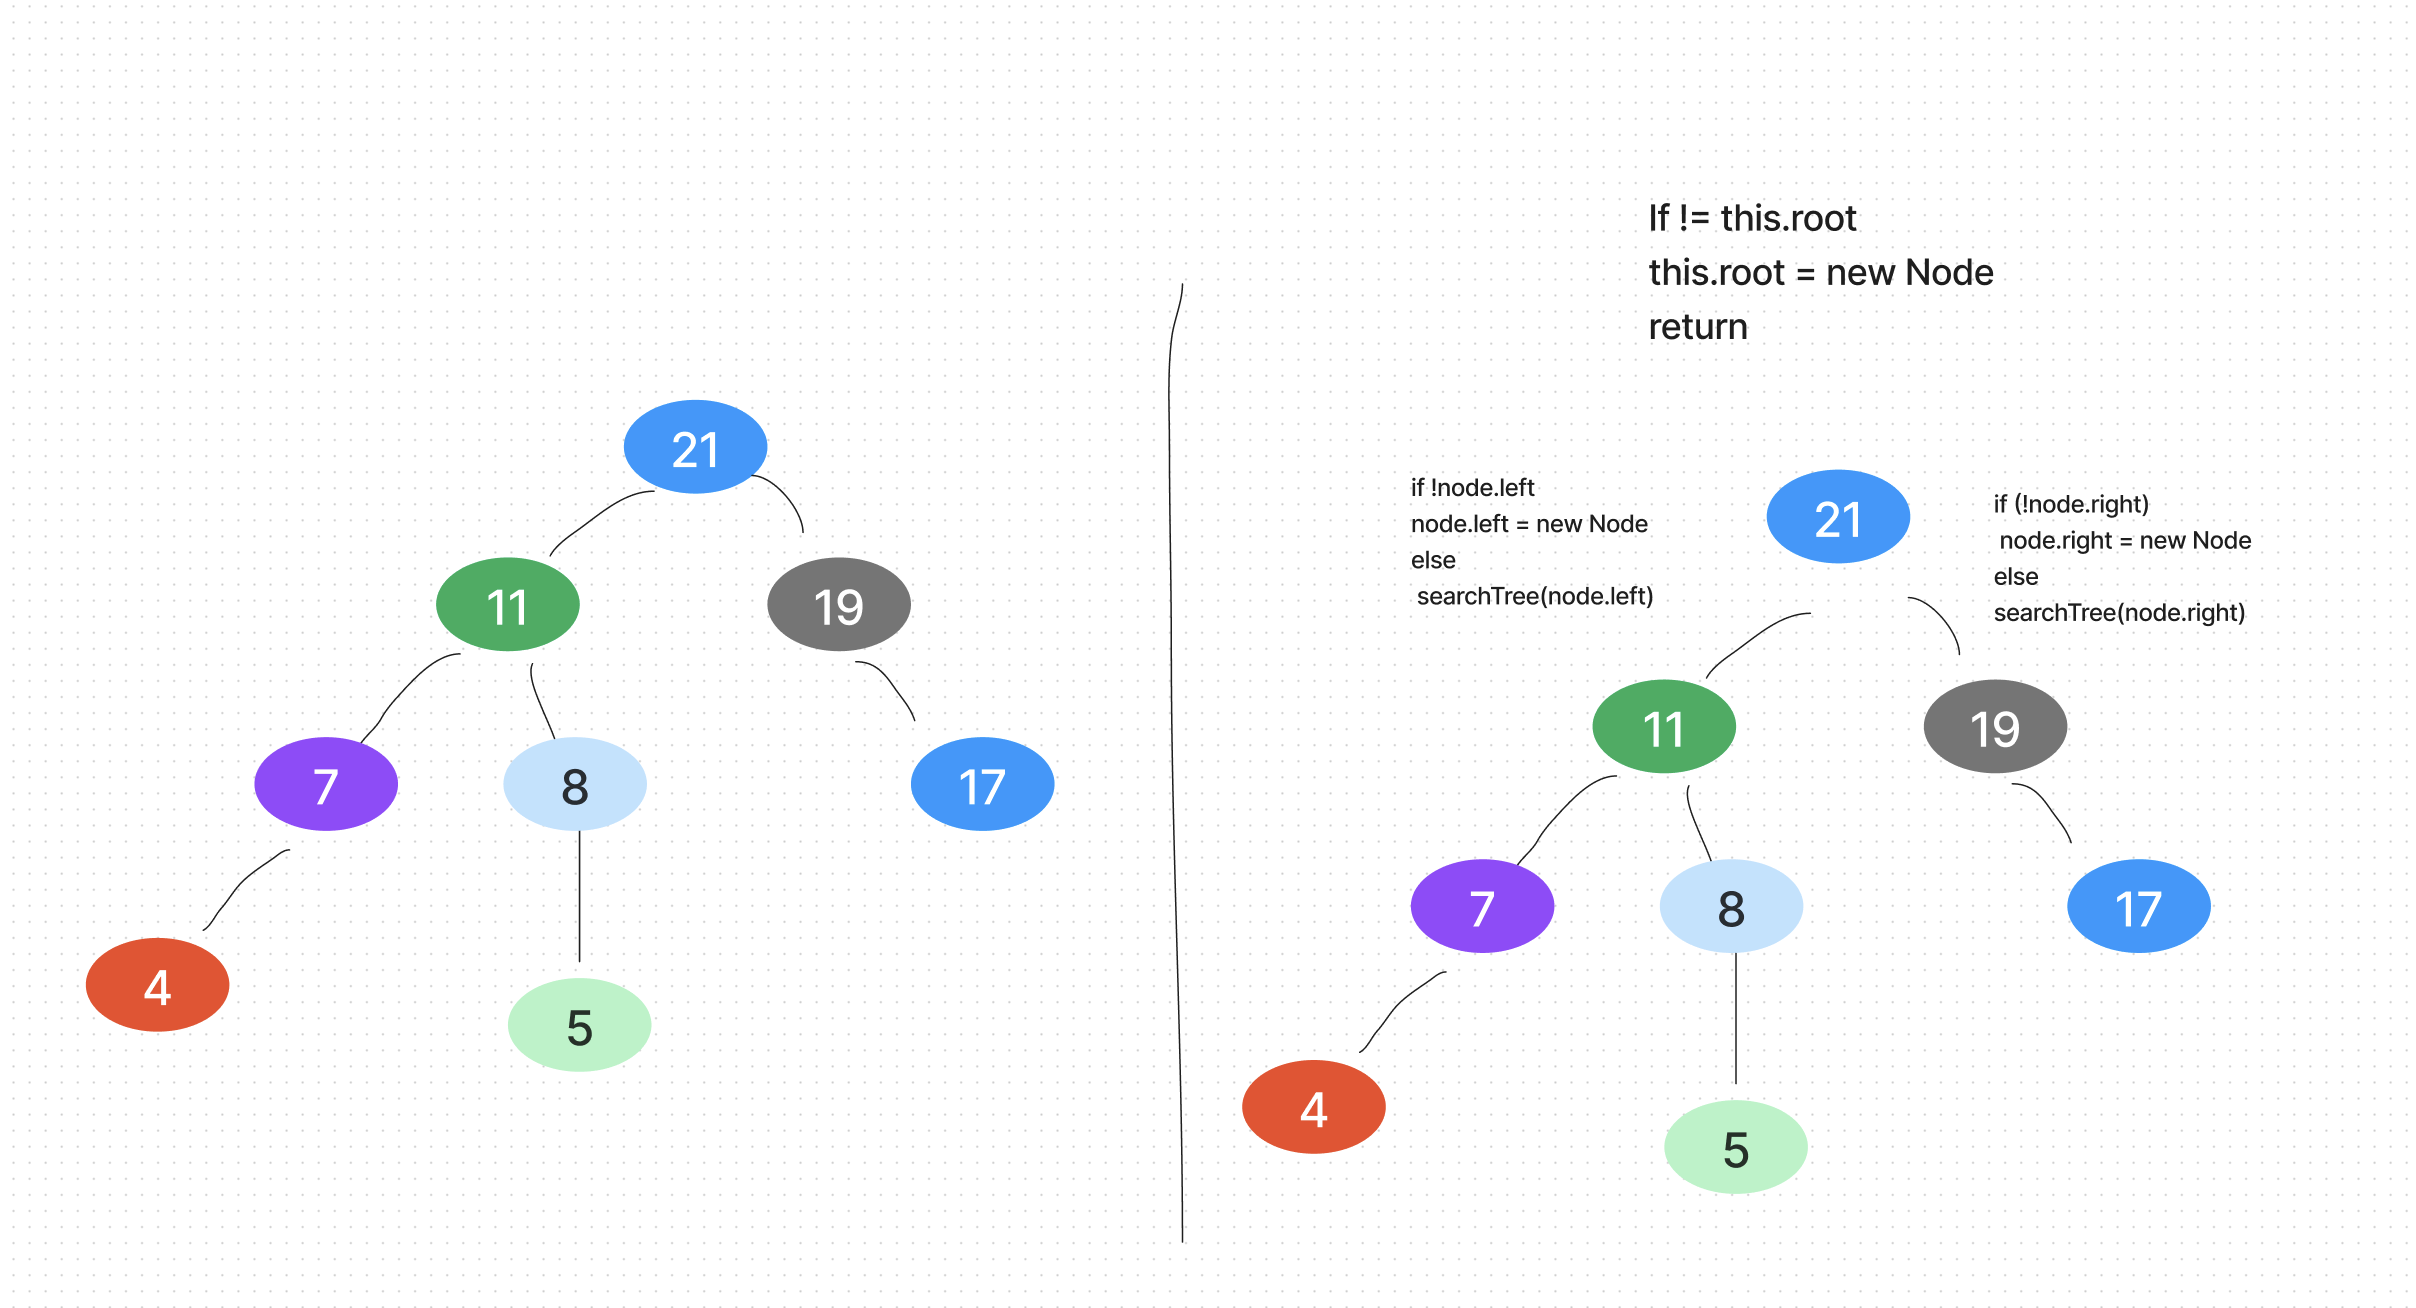 21
11
19
7
8
17
4
5
If != this.root
this.root = new Node
return
if !node.left
node.left = new Node
else
searchTree(node.left)
21
if (!node.right)
node.right = new Node
else
searchTree(node.right)
11
19
7
8
17
4
5